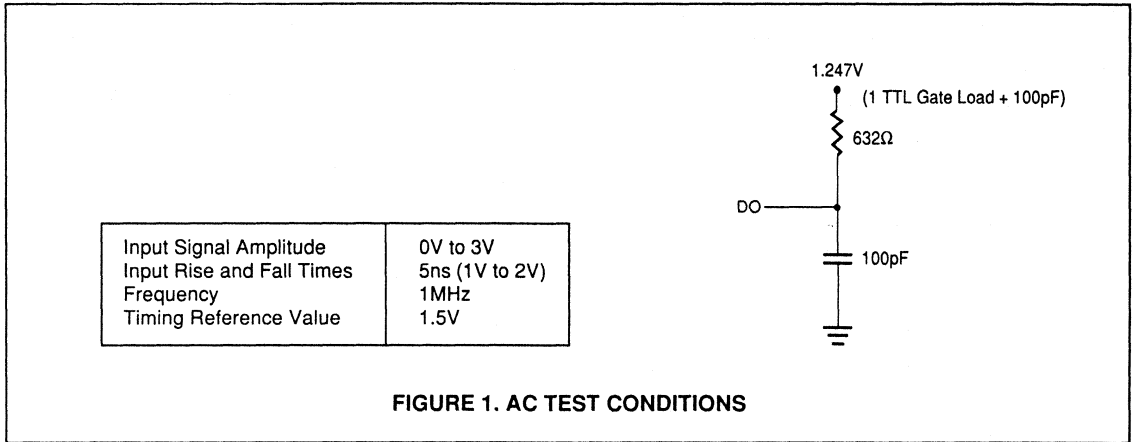 1.247V
(1 TTL Gate Load + 100pF)
632Ω
DO
100pF
Input Signal Amplitude 0V to 3V
Input Rise and Fall Times 5ns (1V to 2V)
Frequency 1MHz
Timing Reference Value 1.5V
FIGURE 1. AC TEST CONDITIONS